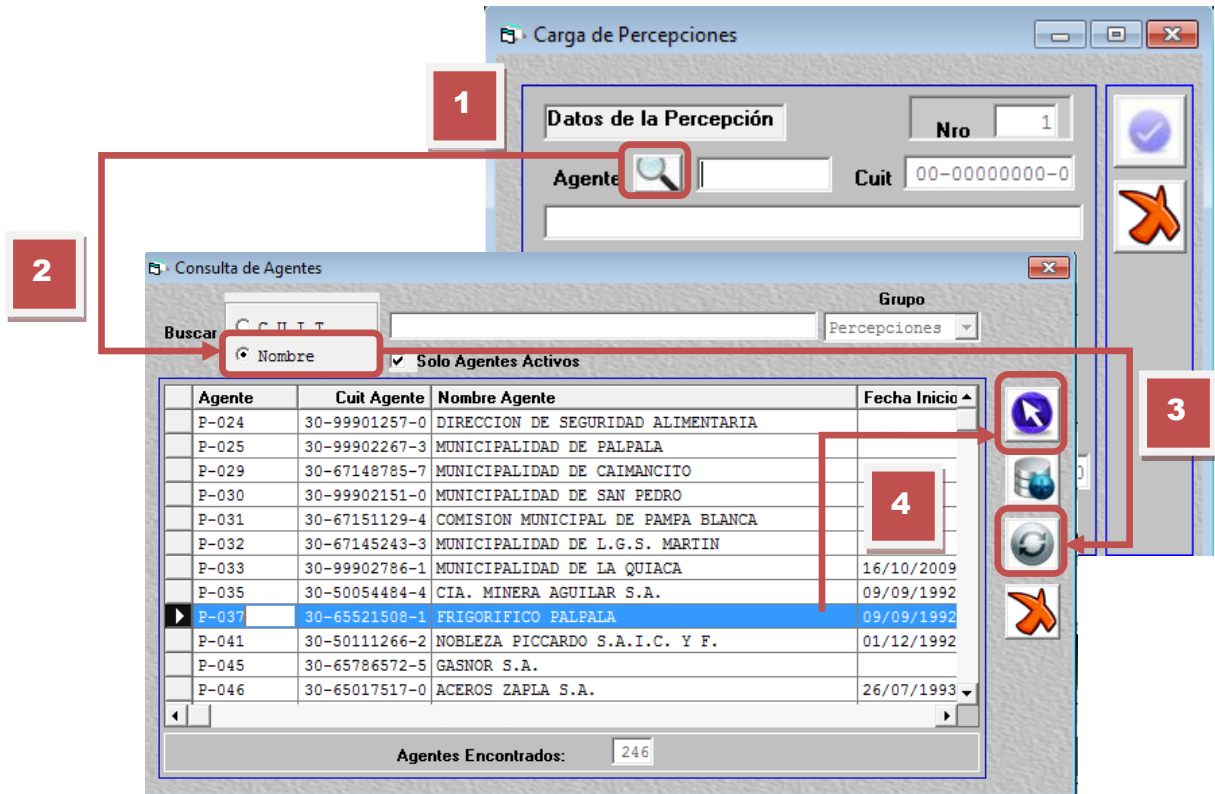 Carga de Percepciones
1
Datos de la Percepción
Nro 1
Agente Cuit 00-00000000-0
2
Consulta de Agentes
Grupo
Buscar C.U.I.T. Percepciones
Nombre Solo Agentes Activos
Agente Cuit Agente Nombre Agente Fecha Inicio
P-024 30-99901257-0 DIRECCION DE SEGURIDAD ALIMENTARIA
P-025 30-99902267-3 MUNICIPALIDAD DE PALPALA
P-029 30-67148785-7 MUNICIPALIDAD DE CAIMANCITO
P-030 30-99902151-0 MUNICIPALIDAD DE SAN PEDRO
P-031 30-67151129-4 COMISION MUNICIPAL DE PAMPA BLANCA
P-032 30-67145243-3 MUNICIPALIDAD DE L.G.S. MARTIN
P-033 30-99902786-1 MUNICIPALIDAD DE LA QUIACA 16/10/2009
P-035 30-50054484-4 CIA. MINERA AGUILAR S.A. 09/09/1992
P-037 30-65521508-1 FRIGORIFICO PALPALA 09/09/1992
P-041 30-50111266-2 NOBLEZA PICCARDO S.A.I.C. Y F. 01/12/1992
P-045 30-65786572-5 GASNOR S.A.
P-046 30-65017517-0 ACEROS ZAPLA S.A. 26/07/1993
3
4
Agentes Encontrados: 246